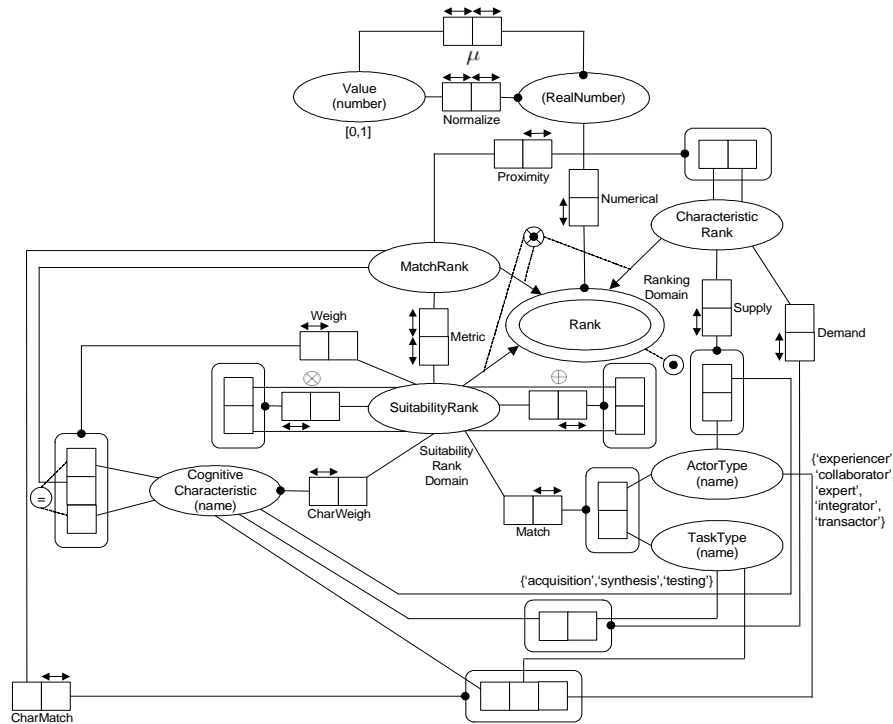 μ
Value
(number)
[0,1]
Normalize
(RealNumber)
Proximity
Numerical
Characteristic
Rank
MatchRank
Ranking
Domain
Supply
Weigh
Metric
Rank
Demand
⊗
⊕
SuitabilityRank
Suitability
Rank
Domain
Cognitive
Characteristic
(name)
=
CharWeigh
Match
ActorType
(name)
{‘experiencer’,
‘collaborator’,
‘expert’,
‘integrator’,
‘transactor’}
TaskType
(name)
{‘acquisition’,‘synthesis’,‘testing’}
CharMatch